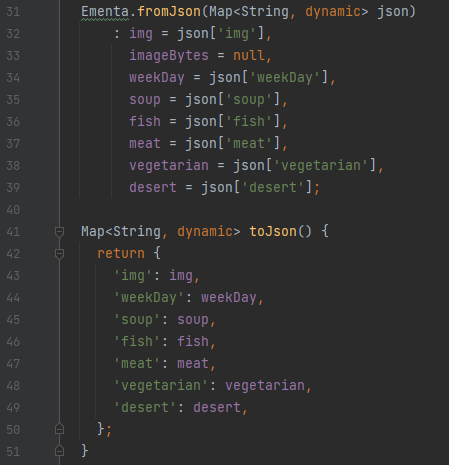 31 Ementa.fromJson(Map<String, dynamic> json)
32 : img = json['img'],
33 imageBytes = null,
34 weekDay = json['weekDay'],
35 soup = json['soup'],
36 fish = json['fish'],
37 meat = json['meat'],
38 vegetarian = json['vegetarian'],
39 desert = json['desert'];
40
41 Map<String, dynamic> toJson() {
42 return {
43 'img': img,
44 'weekDay': weekDay,
45 'soup': soup,
46 'fish': fish,
47 'meat': meat,
48 'vegetarian': vegetarian,
49 'desert': desert,
50 };
51 }